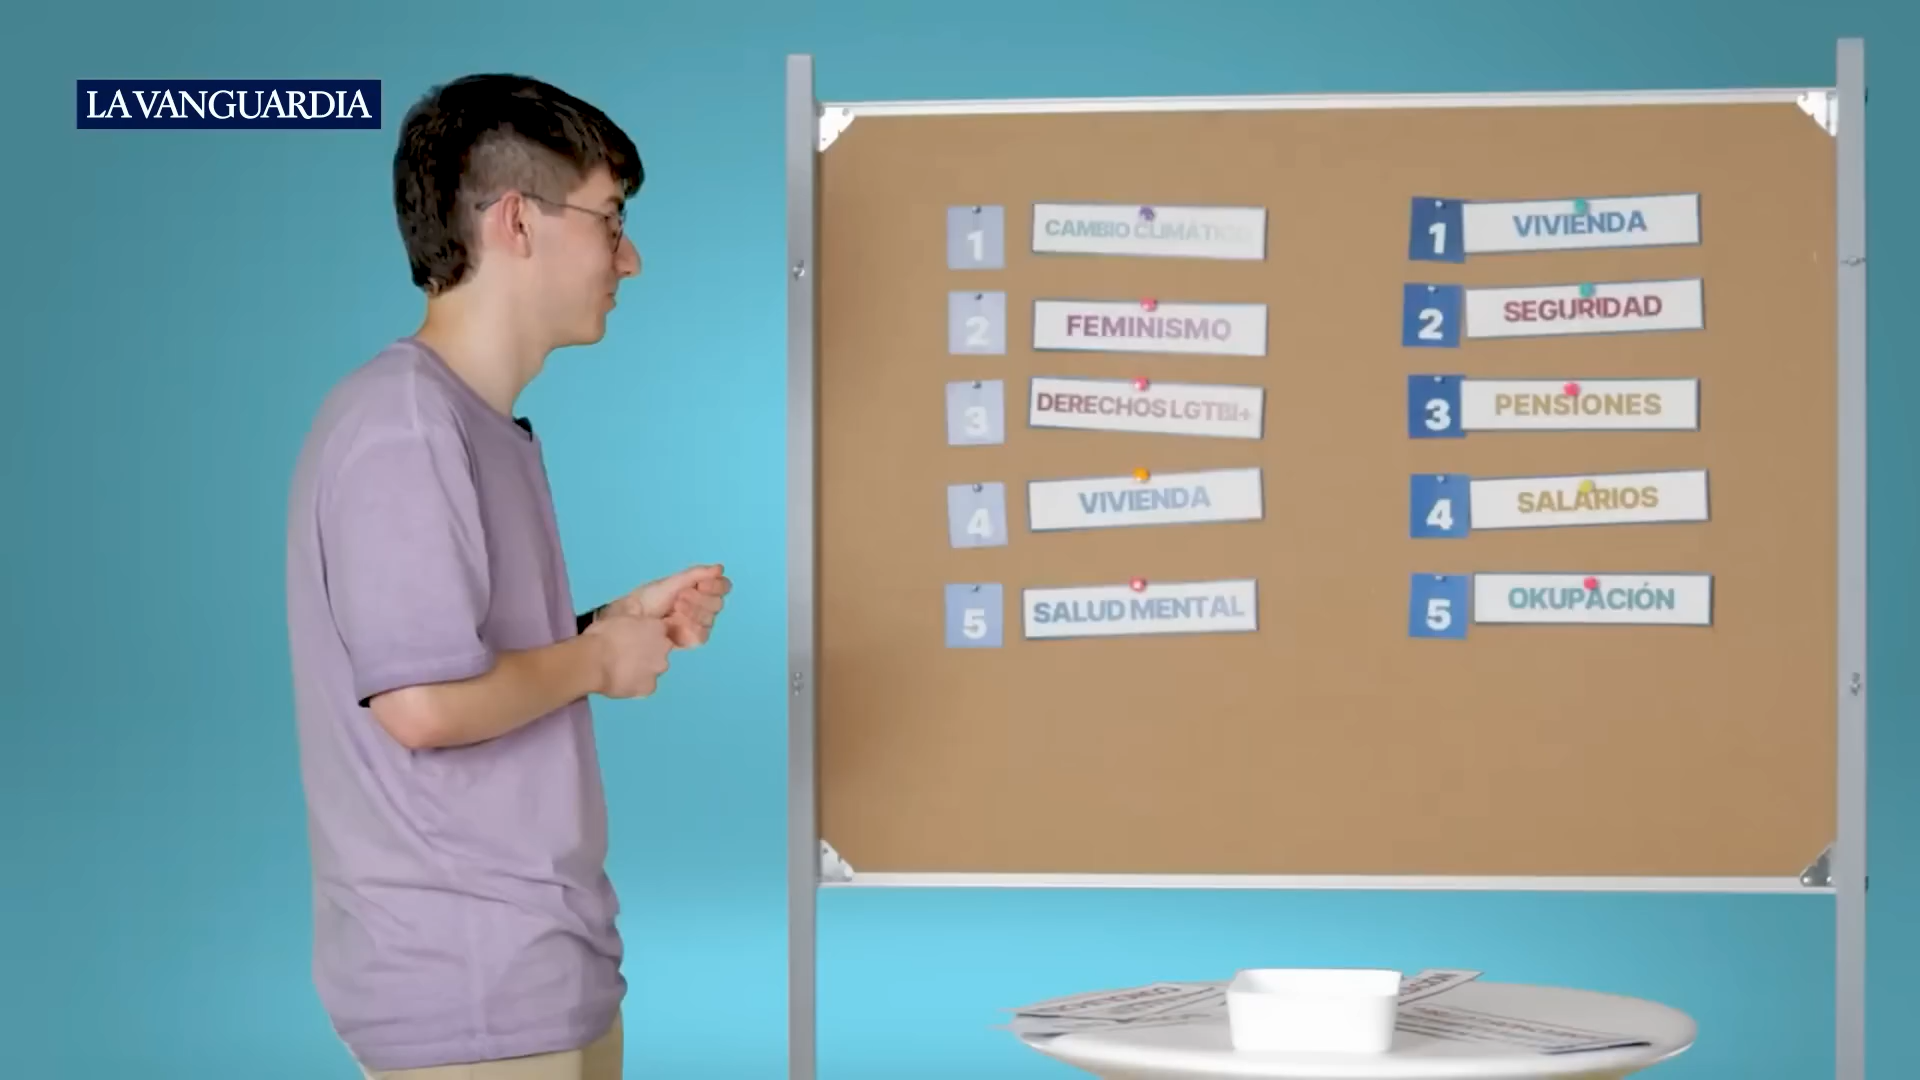 LA VANGUARDIA
1 CAMBIO CLIMÁTICO
2 FEMINISMO
3 DERECHOS LGTBI+
4 VIVIENDA
5 SALUD MENTAL
1 VIVIENDA
2 SEGURIDAD
3 PENSIONES
4 SALARIOS
5 OKUPACIÓN